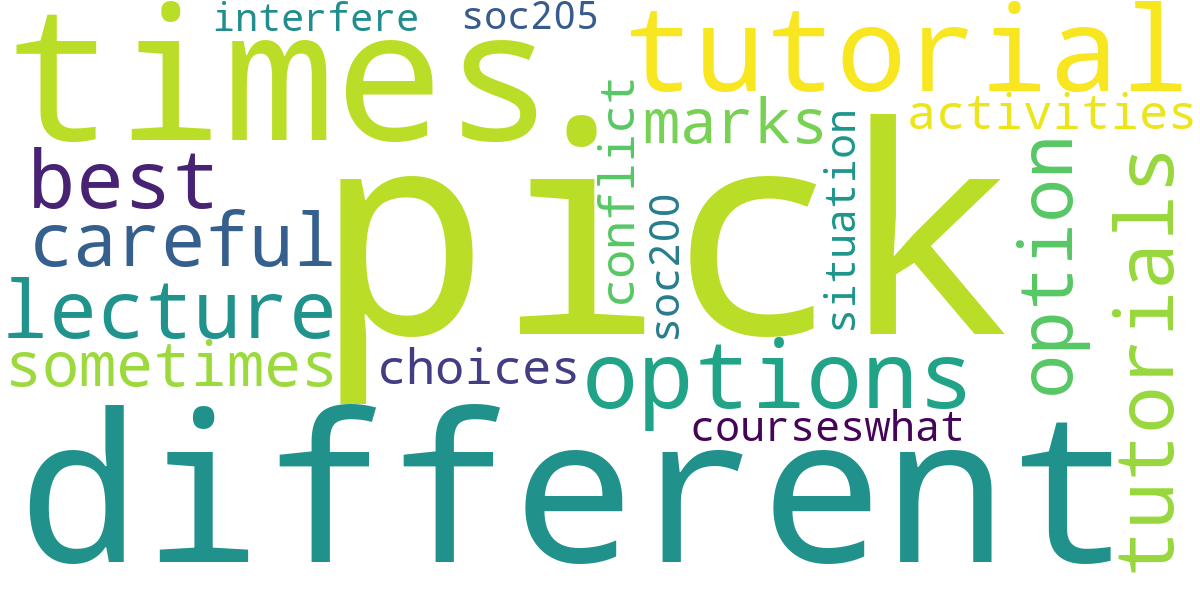 interfere
soc205
times
tutorial
conflict
marks
activities
best
careful
pick
soc200
situation
option
tutorials
lecture
sometimes
choices
options
courseswhat
different